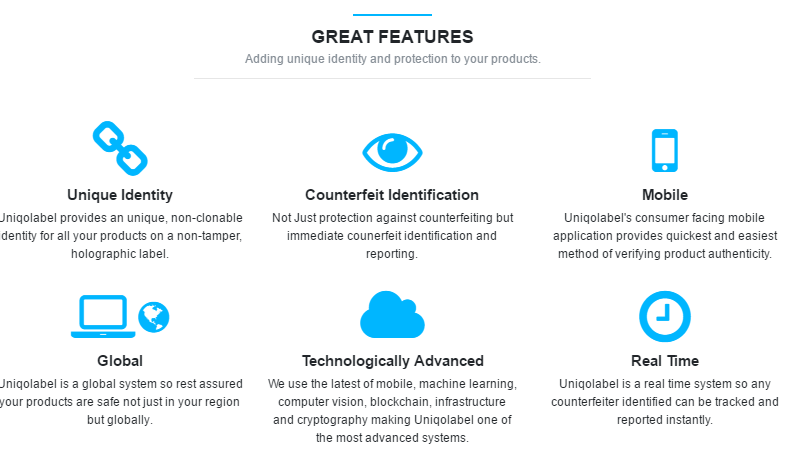 GREAT FEATURES
Adding unique identity and protection to your products.
Unique Identity
Uniqolabel provides an unique, non-clonable
identity for all your products on a non-tamper,
holographic label.
Counterfeit Identification
Not Just protection against counterfeiting but
immediate counerfeit identification and
reporting.
Mobile
Uniqolabel's consumer facing mobile
application provides quickest and easiest
method of verifying product authenticity.
Global
Uniqolabel is a global system so rest assured
your products are safe not just in your region
but globally.
Technologically Advanced
We use the latest of mobile, machine learning,
computer vision, blockchain, infrastructure
and cryptography making Uniqolabel one of
the most advanced systems.
Real Time
Uniqolabel is a real time system so any
counterfeiter identified can be tracked and
reported instantly.